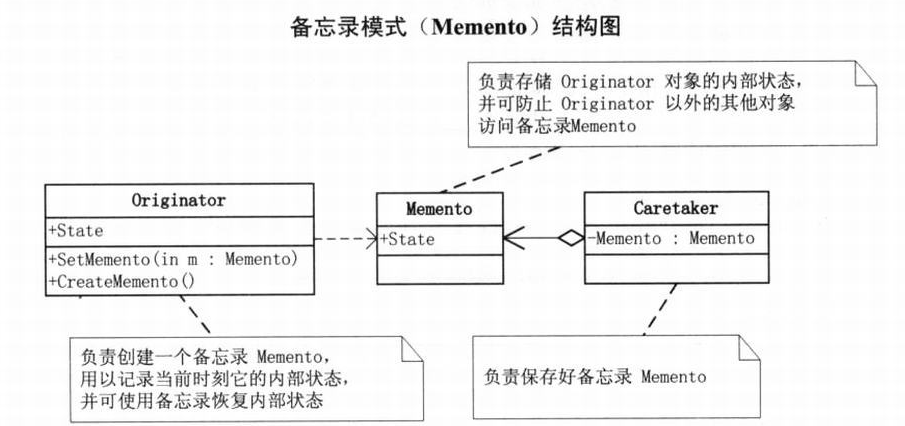 备忘录模式（Memento）结构图
负责存储 Originator 对象的内部状态，
并可防止 Originator 以外的其他对象
访问备忘录Memento
Originator
+State
+SetMemento(in m : Memento)
+CreateMemento()
Memento
+State
Caretaker
-Memento : Memento
负责创建一个备忘录 Memento，
用以记录当前时刻它的内部状态，
并可使用备忘录恢复内部状态
负责保存好备忘录 Memento